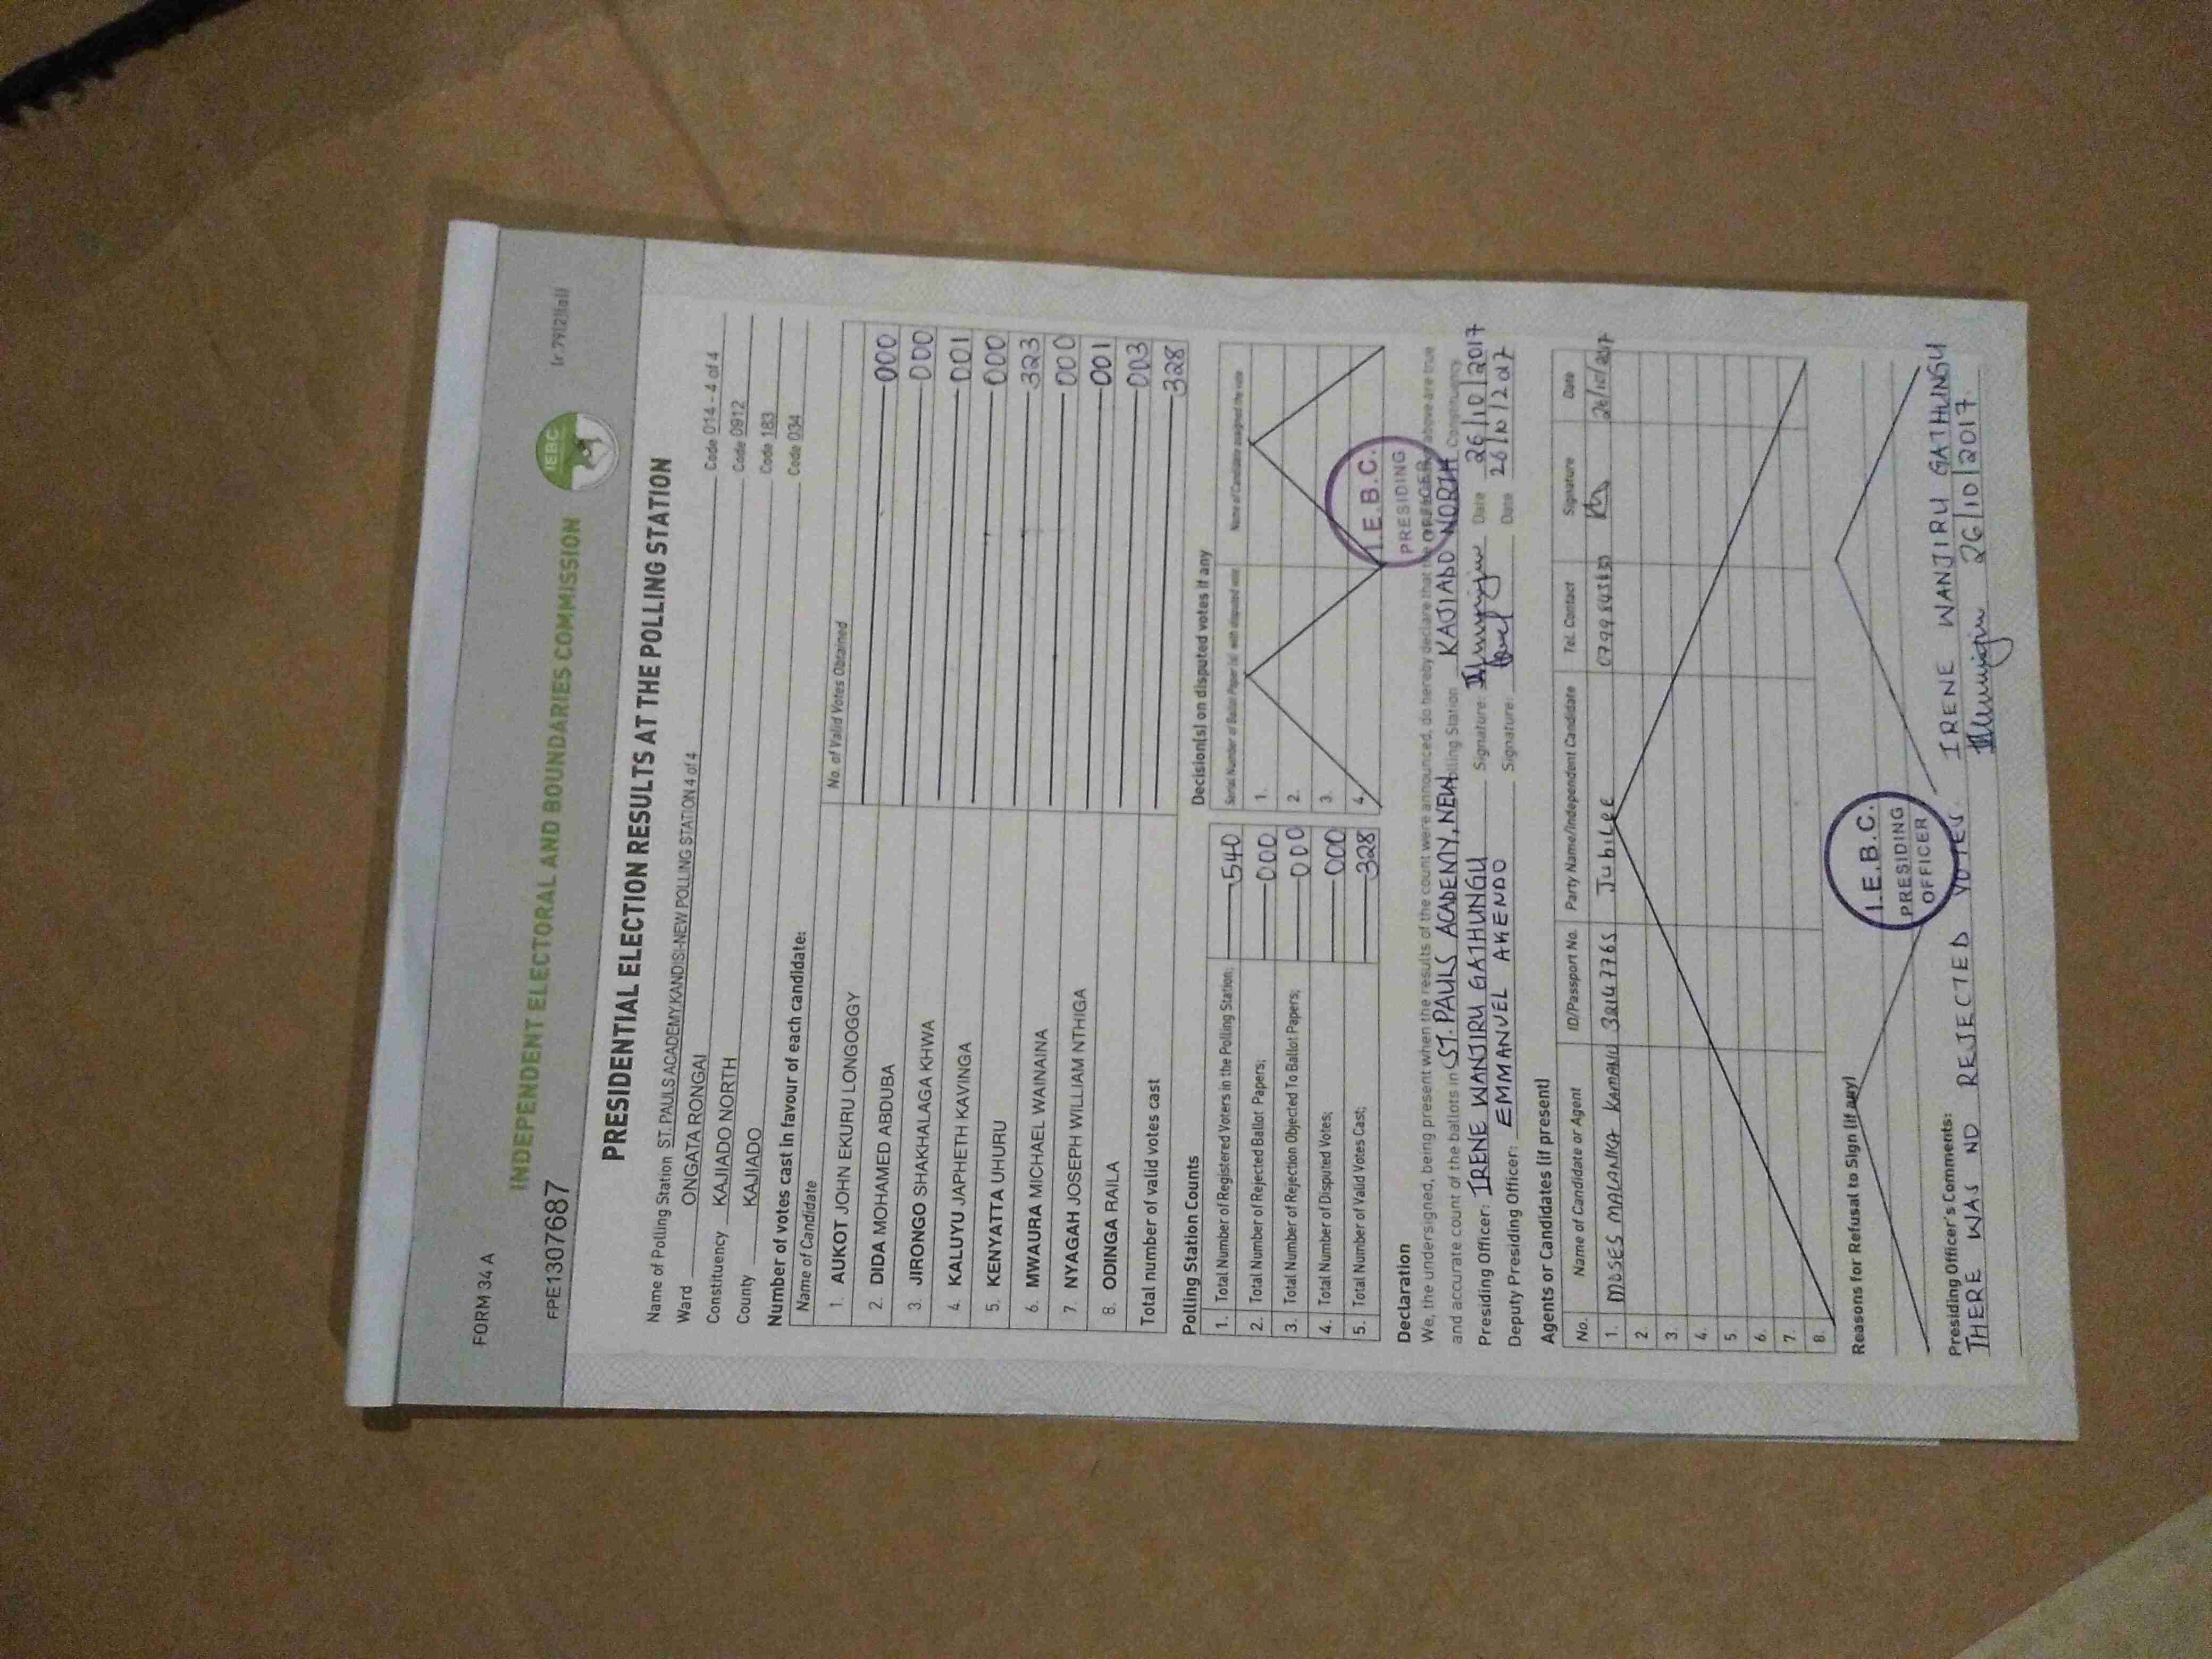 FORM 34 A
INDEPENDENT ELECTORAL AND BOUNDARIES COMMISSION
IEBC
FPE1307687
PRESIDENTIAL ELECTION RESULTS AT THE POLLING STATION
Name of Polling Station ST. PAULS ACADEMY,KANDISI-NEW POLLING STATION 4 of 4 Code 014 - 4 of 4
Ward ONGATA RONGAI Code 0912
Constituency KAJIADO NORTH Code 183
County KAJIADO Code 034
Number of votes cast in favour of each candidate:
Name of Candidate No. of Valid Votes Obtained
1. AUKOT JOHN EKURU LONGOGGY 000
2. DIDA MOHAMED ABDUBA 000
3. JIRONGO SHAKHALAGA KHWA 001
4. KALUYU JAPHETH KAVINGA 000
5. KENYATTA UHURU 323
6. MWAURA MICHAEL WAINAINA 000
7. NYAGAH JOSEPH WILLIAM NTHIGA 001
8. ODINGA RAILA 003
Total number of valid votes cast 328
Polling Station Counts
1. Total Number of Registered Voters in the Polling Station; 540
2. Total Number of Rejected Ballot Papers; 000
3. Total Number of Rejection Objected To Ballot Papers; 000
4. Total Number of Disputed Votes; 000
5. Total Number of Valid Votes Cast; 328
Decision(s) on disputed votes if any
Serial Number of Ballot Paper (s) with disputed vote Name of Candidate assigned the vote
1.
2.
3.
4.
I.E.B.C.
PRESIDING
OFFICER
Declaration
We, the undersigned, being present when the results of the count were announced, do hereby declare that the above are true
and accurate count of the ballots in ST. PAULS ACADEMY, NEW Polling Station KAJIADO NORTH Constituency
Presiding Officer: IRENE WANJIRU GATHUNGU Signature: Date 26/10/2017
Deputy Presiding Officer: EMMANUEL AKENDO Signature: Date 26/10/2017
Agents or Candidates (if present)
No. Name of Candidate or Agent ID/Passport No. Party Name/Independent Candidate Tel. Contact Signature Date
1. MOSES KAMANU Jubilee 26/10/2017
2.
3.
4.
5.
6.
7.
8.
Reasons for Refusal to Sign (if any)
I.E.B.C.
PRESIDING
OFFICER
Presiding Officer's Comments:
THERE WAS NO REJECTED VOTES. IRENE WANJIRU GATHUNGU
26/10/2017